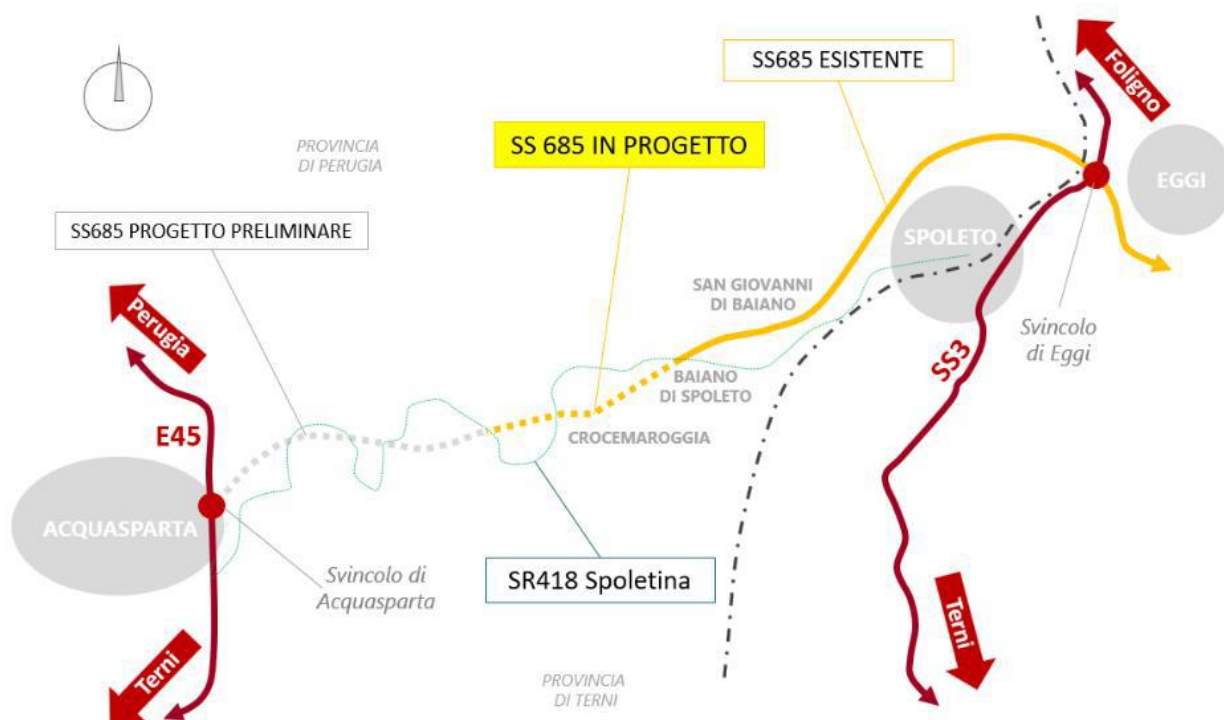 Foligno
SS685 ESISTENTE
SS 685 IN PROGETTO
PROVINCIA
DI PERUGIA
EGGI
SS685 PROGETTO PRELIMINARE
SPOLETO
SAN GIOVANNI
DI BAIANO
Perugia
Svincolo
di Eggi
SS3
BAIANO
DI SPOLETO
E45
CROCEMAROGGIA
ACQUASPARTA
Svincolo di
Acquasparta
SR418 Spoletina
Terni
Terni
PROVINCIA
DI TERNI